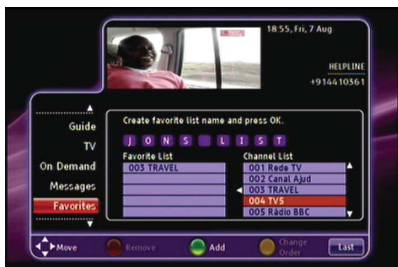 18:55, Fri, 7 Aug
HELPLINE
+914410361
Guide
TV
On Demand
Messages
Favorites
Create favorite list name and press OK.
JONS LIST
Favorite List
003 TRAVEL
Channel List
001 Rede TV
002 Canal Ajud
003 TRAVEL
004 TVS
005 Rádio BBC
Move
Remove
Add
Change
Order
Last